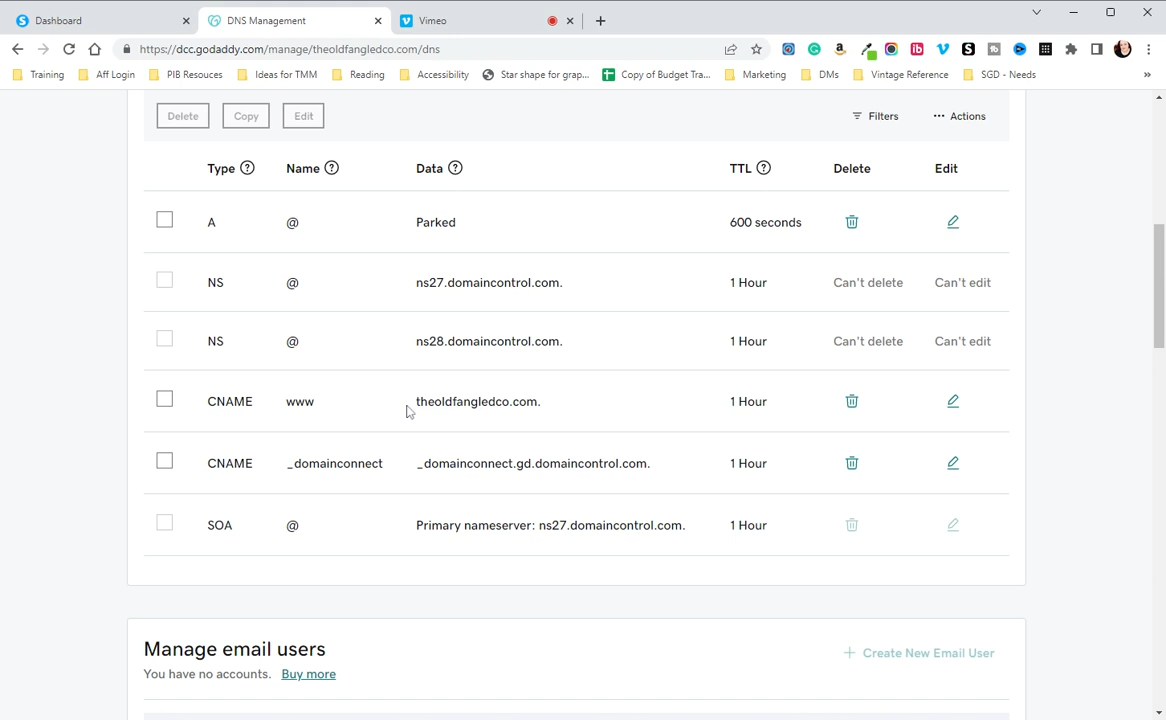 Dashboard
DNS Management
Vimeo
https://dcc.godaddy.com/manage/theoldfangledco.com/dns
Training
Aff Login
PIB Resouces
Ideas for TMM
Reading
Accessibility
Star shape for grap...
Copy of Budget Tra...
Marketing
DMs
Vintage Reference
SGD - Needs
»
Delete Copy Edit Filters Actions
Type Name Data TTL Delete Edit
A @ Parked 600 seconds
NS @ ns27.domaincontrol.com. 1 Hour Can't delete Can't edit
NS @ ns28.domaincontrol.com. 1 Hour Can't delete Can't edit
CNAME www theoldfangledco.com. 1 Hour
CNAME _domainconnect _domainconnect.gd.domaincontrol.com. 1 Hour
SOA @ Primary nameserver: ns27.domaincontrol.com. 1 Hour
Manage email users
+ Create New Email User
You have no accounts. Buy more